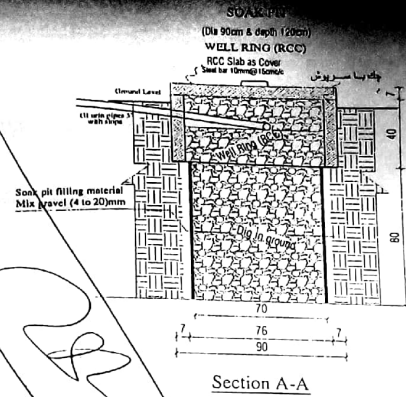 SOAK PIT
(Dia 90cm & depth 120cm)
WELL RING (RCC)
RCC Slab as Cover
Steel bar 10mm@15cmc/c
Ground Level
with slope
Well Ring (RCC)
Soak pit filling material
Mix gravel (4 to 20)mm
Dig in ground
7
40
80
70
7 76 7
90
Section A-A